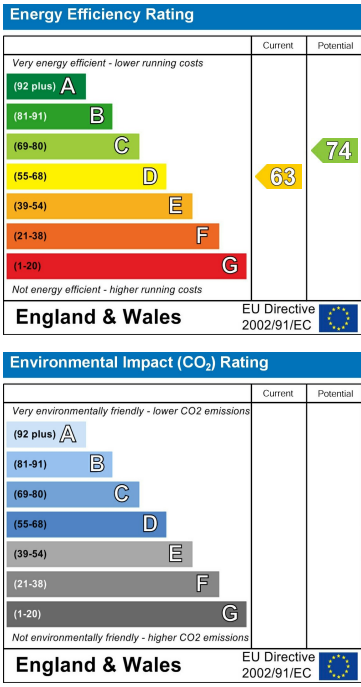 Energy Efficiency Rating
Current Potential
Very energy efficient - lower running costs
(92 plus) A
(81-91) B
(69-80) C
(55-68) D
(39-54) E
(21-38) F
(1-20) G
63
74
Not energy efficient - higher running costs
England & Wales
EU Directive
2002/91/EC
Environmental Impact (CO₂) Rating
Current Potential
Very environmentally friendly - lower CO2 emissions
(92 plus) A
(81-91) B
(69-80) C
(55-68) D
(39-54) E
(21-38) F
(1-20) G
Not environmentally friendly - higher CO2 emissions
England & Wales
EU Directive
2002/91/EC